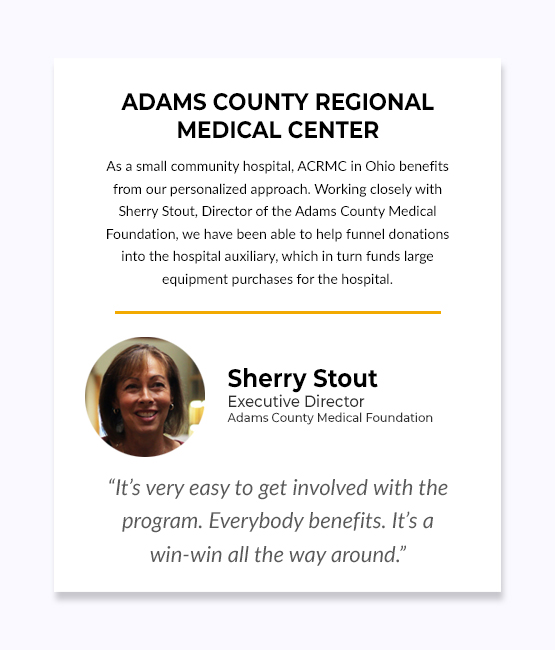 ADAMS COUNTY REGIONAL
MEDICAL CENTER
As a small community hospital, ACRMC in Ohio benefits
from our personalized approach. Working closely with
Sherry Stout, Director of the Adams County Medical
Foundation, we have been able to help funnel donations
into the hospital auxiliary, which in turn funds large
equipment purchases for the hospital.
Sherry Stout
Executive Director
Adams County Medical Foundation
“It’s very easy to get involved with the
program. Everybody benefits. It’s a
win-win all the way around.”